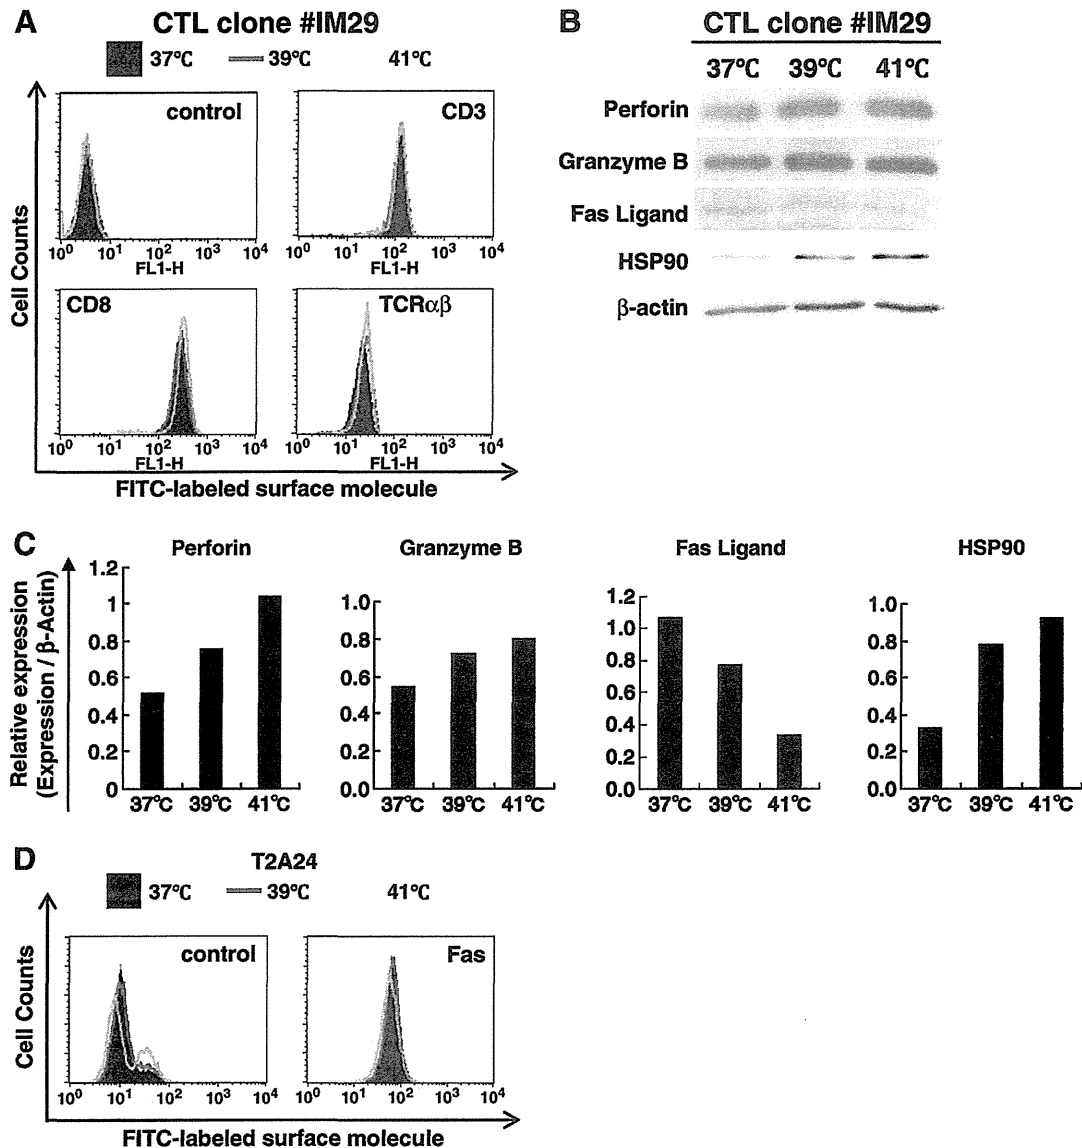 A
CTL clone #IM29
37℃ 39℃ 41℃
control
CD3
10⁰ 10¹ 10² 10³ 10⁴
FL1-H
10⁰ 10¹ 10² 10³ 10⁴
FL1-H
CD8
TCRαβ
10⁰ 10¹ 10² 10³ 10⁴
FL1-H
10⁰ 10¹ 10² 10³ 10⁴
FL1-H
Cell Counts
FITC-labeled surface molecule
B
CTL clone #IM29
37℃ 39℃ 41℃
Perforin
Granzyme B
Fas Ligand
HSP90
β-actin
C
Relative expression
(Expression / β-Actin)
Perforin
1.2
1
0.8
0.6
0.4
0.2
0
37℃ 39℃ 41℃
Granzyme B
1.0
0.8
0.6
0.4
0.2
0.0
37℃ 39℃ 41℃
Fas Ligand
1.2
1.0
0.8
0.6
0.4
0.2
0.0
37℃ 39℃ 41℃
HSP90
1.0
0.8
0.6
0.4
0.2
0.0
37℃ 39℃ 41℃
D
T2A24
37℃ 39℃ 41℃
control
Fas
10⁰ 10¹ 10² 10³ 10⁴
10⁰ 10¹ 10² 10³ 10⁴
Cell Counts
FITC-labeled surface molecule